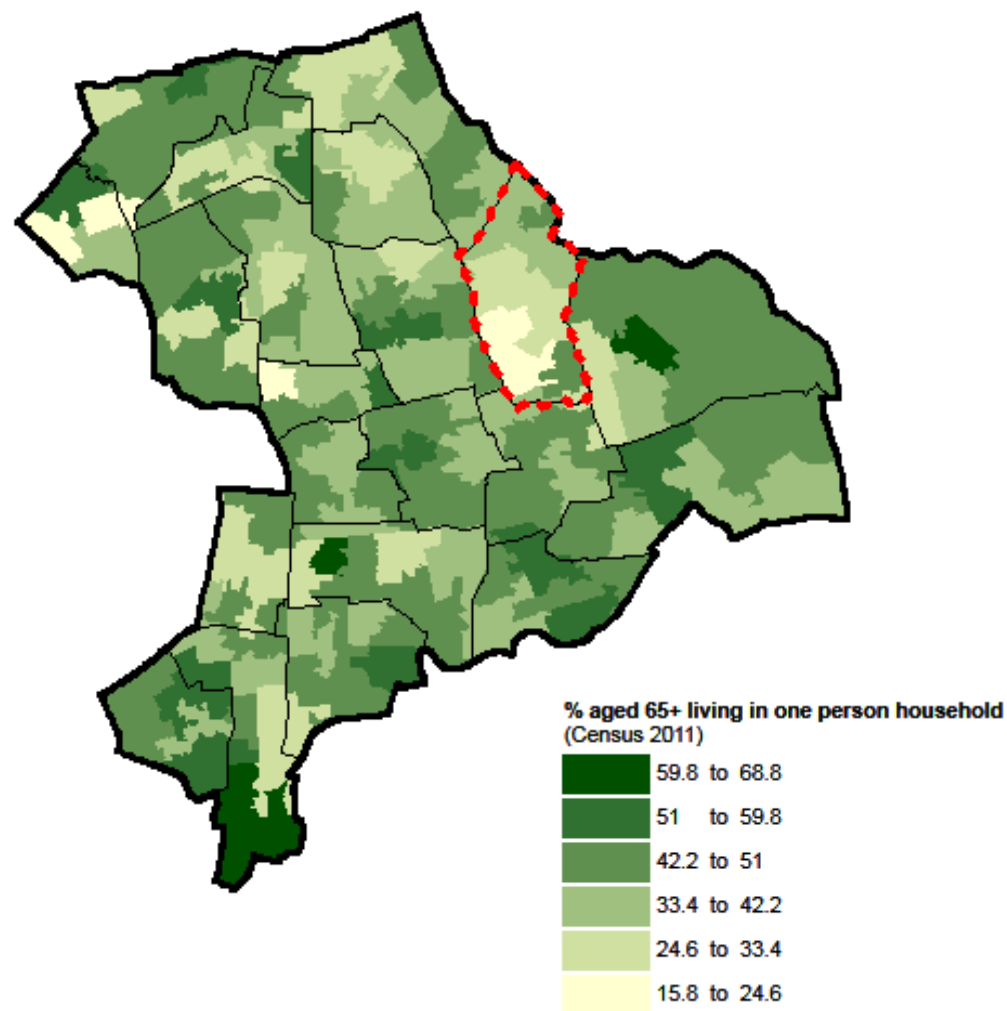 % aged 65+ living in one person household
(Census 2011)
59.8 to 68.8
51 to 59.8
42.2 to 51
33.4 to 42.2
24.6 to 33.4
15.8 to 24.6